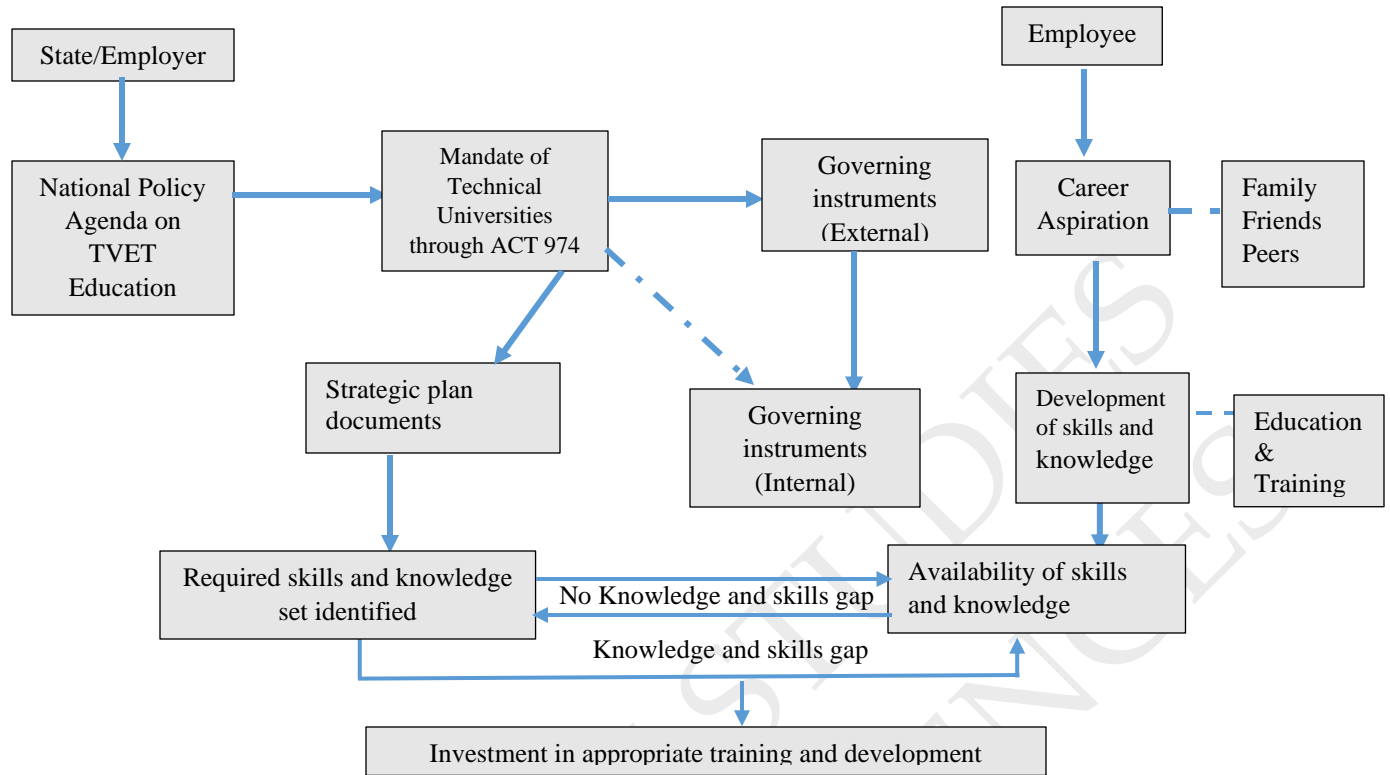 State/Employer
Employee
National Policy
Agenda on
TVET
Education
Mandate of
Technical
Universities
through ACT 974
Governing
instruments
(External)
Career
Aspiration
Family
Friends
Peers
Strategic plan
documents
Governing
instruments
(Internal)
Development
of skills and
knowledge
Education
&
Training
Required skills and knowledge
set identified
No Knowledge and skills gap
Availability of skills
and knowledge
Knowledge and skills gap
Investment in appropriate training and development
STUDIES